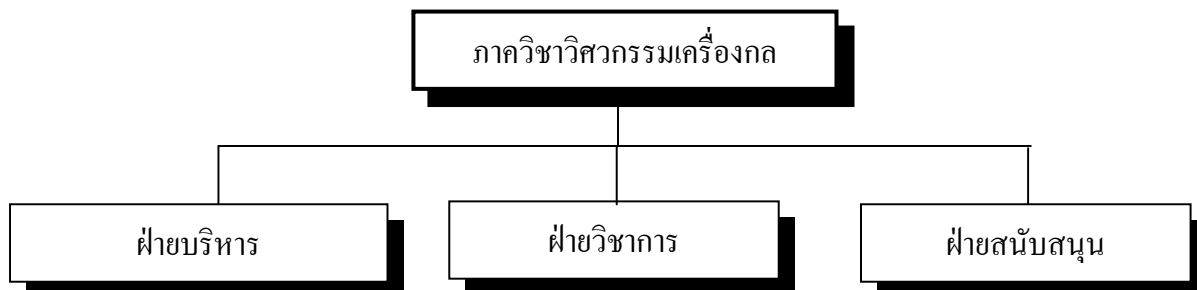 ภาควิชาวิศวกรรมเครื่องกล
ฝ่ายบริหาร
ฝ่ายวิชาการ
ฝ่ายสนับสนุน